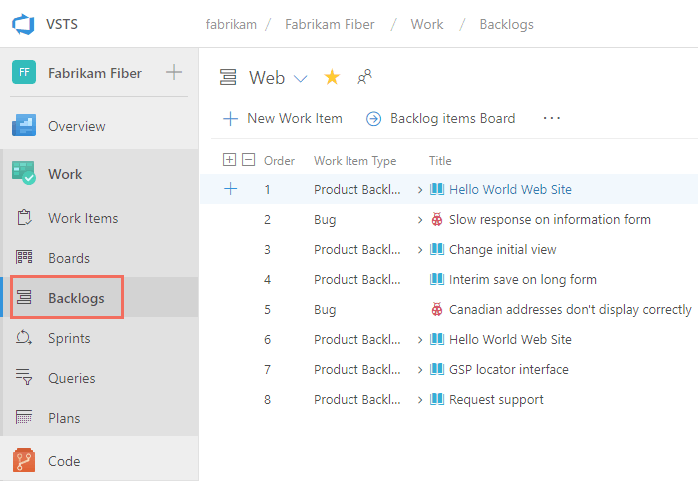 VSTS
fabrikam / Fabrikam Fiber / Work / Backlogs
FF Fabrikam Fiber
Web
Overview
New Work Item Backlog items Board ...
Work
Order Work Item Type Title
1 Product Backl... Hello World Web Site
Work Items
2 Bug Slow response on information form
Boards
3 Product Backl... Change initial view
4 Product Backl... Interim save on long form
Backlogs
5 Bug Canadian addresses don't display correctly
Sprints
6 Product Backl... Hello World Web Site
Queries
7 Product Backl... GSP locator interface
8 Product Backl... Request support
Plans
Code